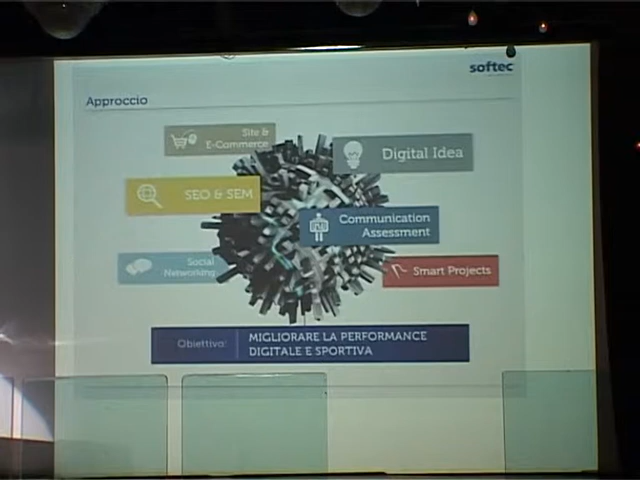 softec
Approccio
Site &
E-Commerce
Digital Idea
SEO & SEM
Communication
Assessment
Social
Networking
Smart Projects
Obiettivo:
MIGLIORARE LA PERFORMANCE
DIGITALE E SPORTIVA